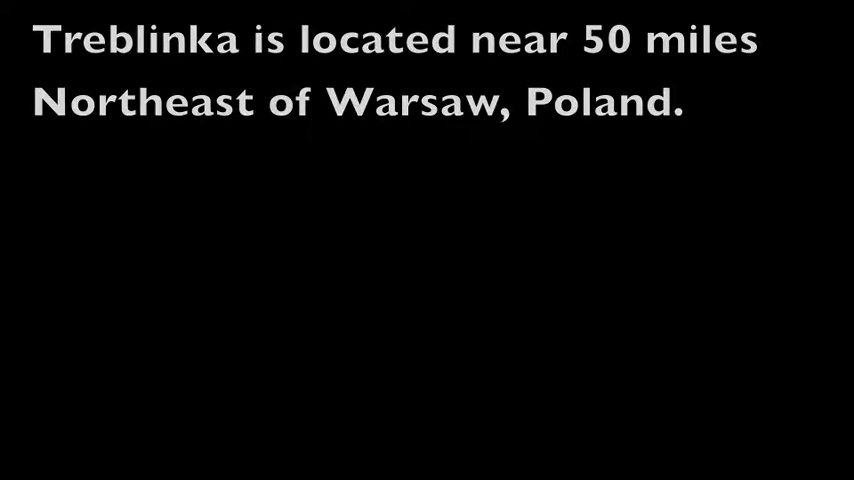 Treblinka is located near 50 miles
Northeast of Warsaw, Poland.